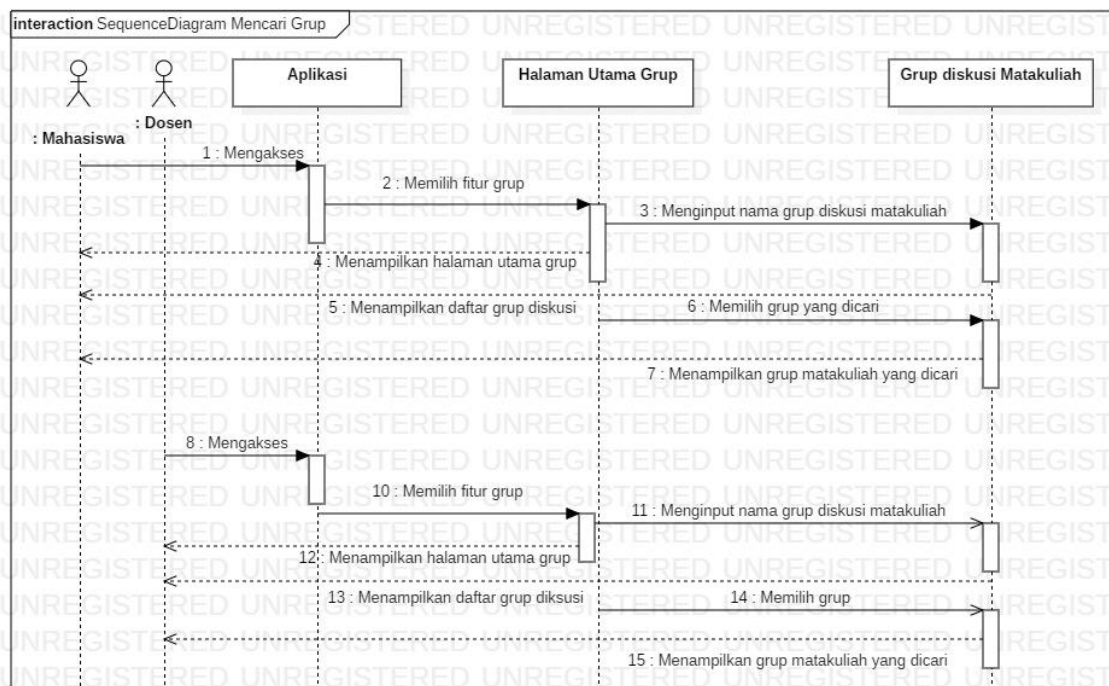 interaction SequenceDiagram Mencari Grup
Aplikasi
Halaman Utama Grup
Grup diskusi Matakuliah
: Dosen
: Mahasiswa
1 : Mengakses
2 : Memilih fitur grup
3 : Menginput nama grup diskusi matakuliah
4 : Menampilkan halaman utama grup
5 : Menampilkan daftar grup diskusi
6 : Memilih grup yang dicari
7 : Menampilkan grup matakuliah yang dicari
8 : Mengakses
10 : Memilih fitur grup
11 : Menginput nama grup diskusi matakuliah
12 : Menampilkan halaman utama grup
13 : Menampilkan daftar grup diksusi
14 : Memilih grup
15 : Menampilkan grup matakuliah yang dicari
UNREGISTERED